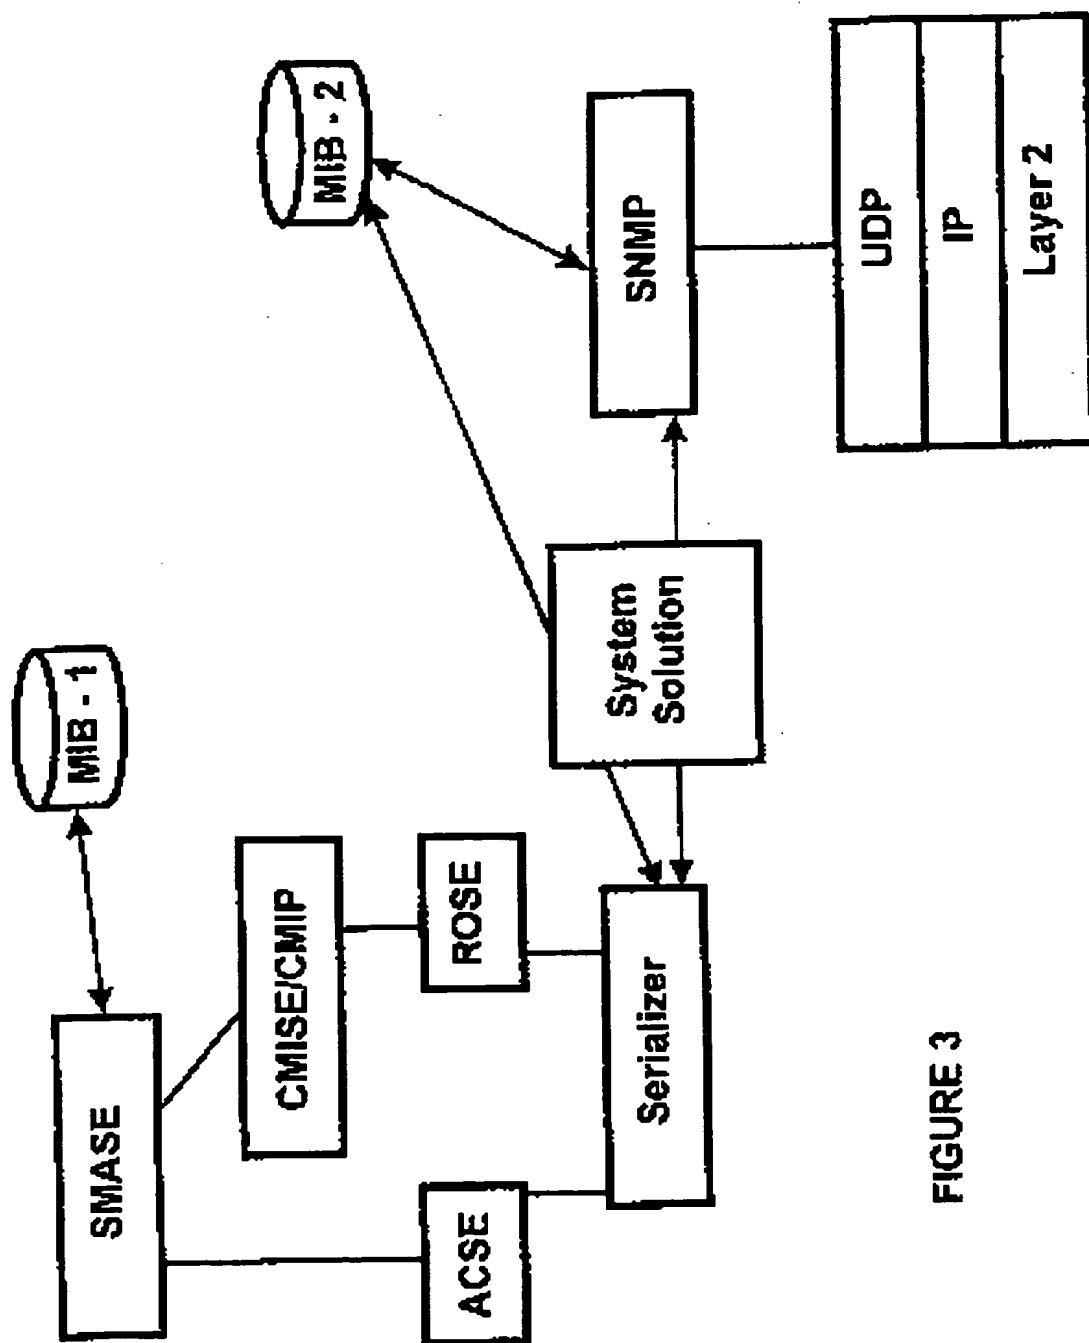 MIB - 1
MIB - 2
SMASE
CMISE/CMIP
ACSE
ROSE
System
Solution
SNMP
Serializer
UDP
IP
Layer 2
FIGURE 3